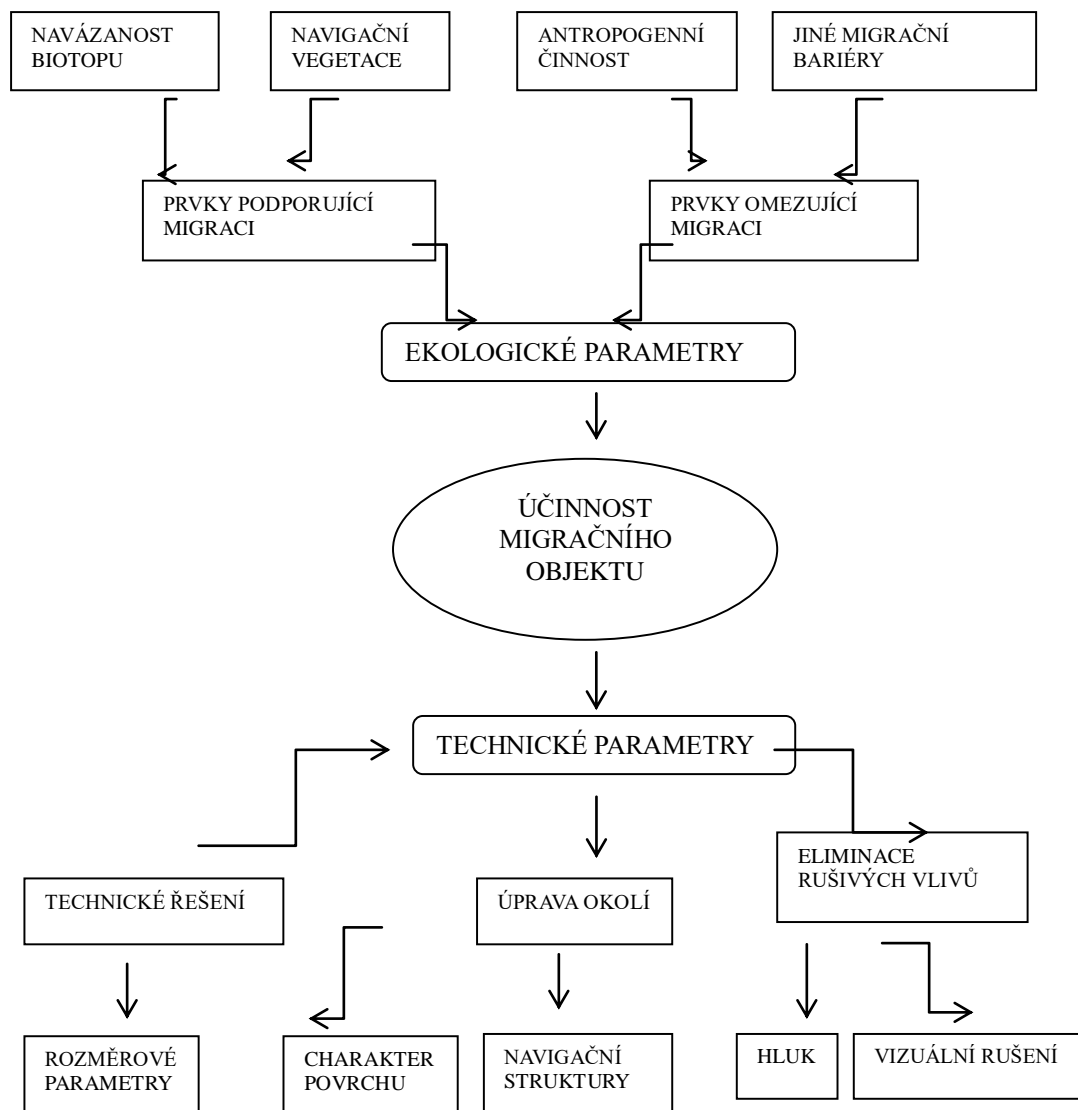 NAVÁZANOST
BIOTOPU
NAVIGAČNÍ
VEGETACE
ANTROPOGENNÍ
ČINNOST
JINÉ MIGRAČNÍ
BARIÉRY
PRVKY PODPORUJÍCÍ
MIGRACI
PRVKY OMEZUJÍCÍ
MIGRACI
EKOLOGICKÉ PARAMETRY
ÚČINNOST
MIGRAČNÍHO
OBJEKTU
TECHNICKÉ PARAMETRY
TECHNICKÉ ŘEŠENÍ
ÚPRAVA OKOLÍ
ELIMINACE
RUŠIVÝCH VLIVŮ
ROZMĚROVÉ
PARAMETRY
CHARAKTER
POVRCHU
NAVIGAČNÍ
STRUKTURY
HLUK
VIZUÁLNÍ RUŠENÍ